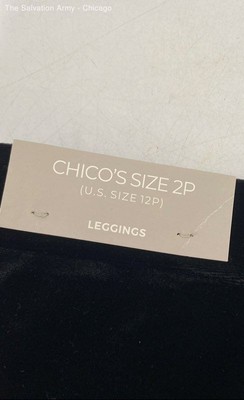 The Salvation Army - Chicago
CHICO'S SIZE 2P
(U.S. SIZE 12P)
LEGGINGS